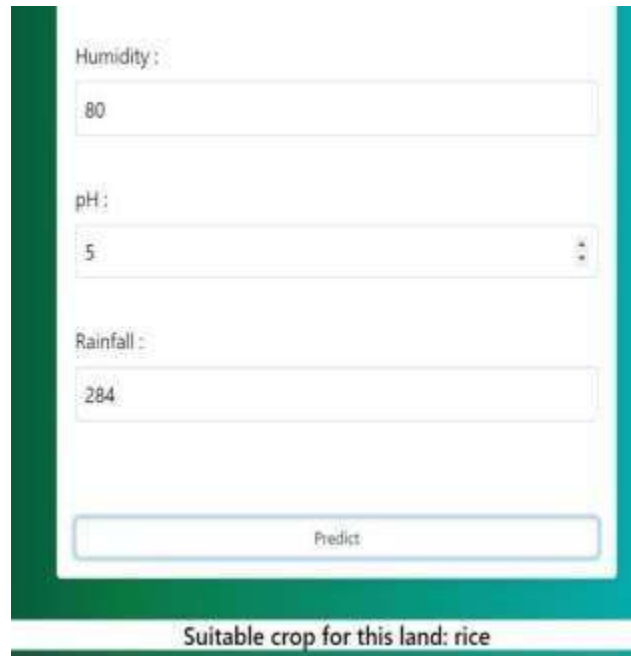 Humidity :
80
pH :
5
Rainfall :
284
Predict
Suitable crop for this land: rice